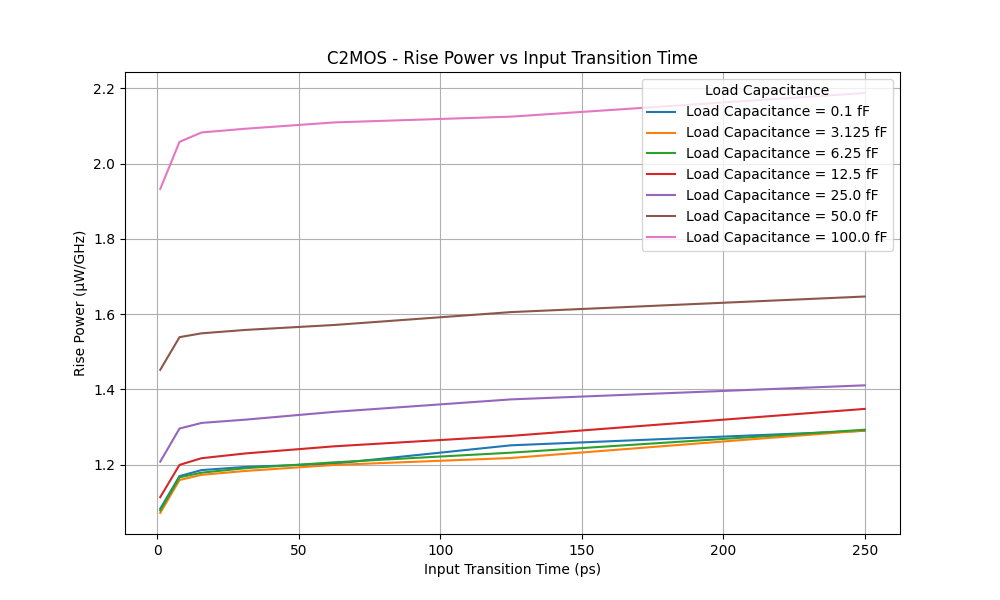 C2MOS - Rise Power vs Input Transition Time
Rise Power (μW/GHz)
2.2
2.0
1.8
1.6
1.4
1.2
Load Capacitance
Load Capacitance = 0.1 fF
Load Capacitance = 3.125 fF
Load Capacitance = 6.25 fF
Load Capacitance = 12.5 fF
Load Capacitance = 25.0 fF
Load Capacitance = 50.0 fF
Load Capacitance = 100.0 fF
0 50 100 150 200 250
Input Transition Time (ps)